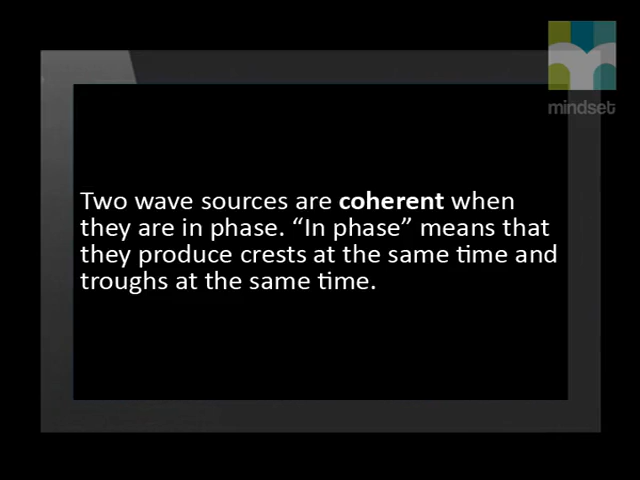 mindset
Two wave sources are coherent when
they are in phase. “In phase” means that
they produce crests at the same time and
troughs at the same time.